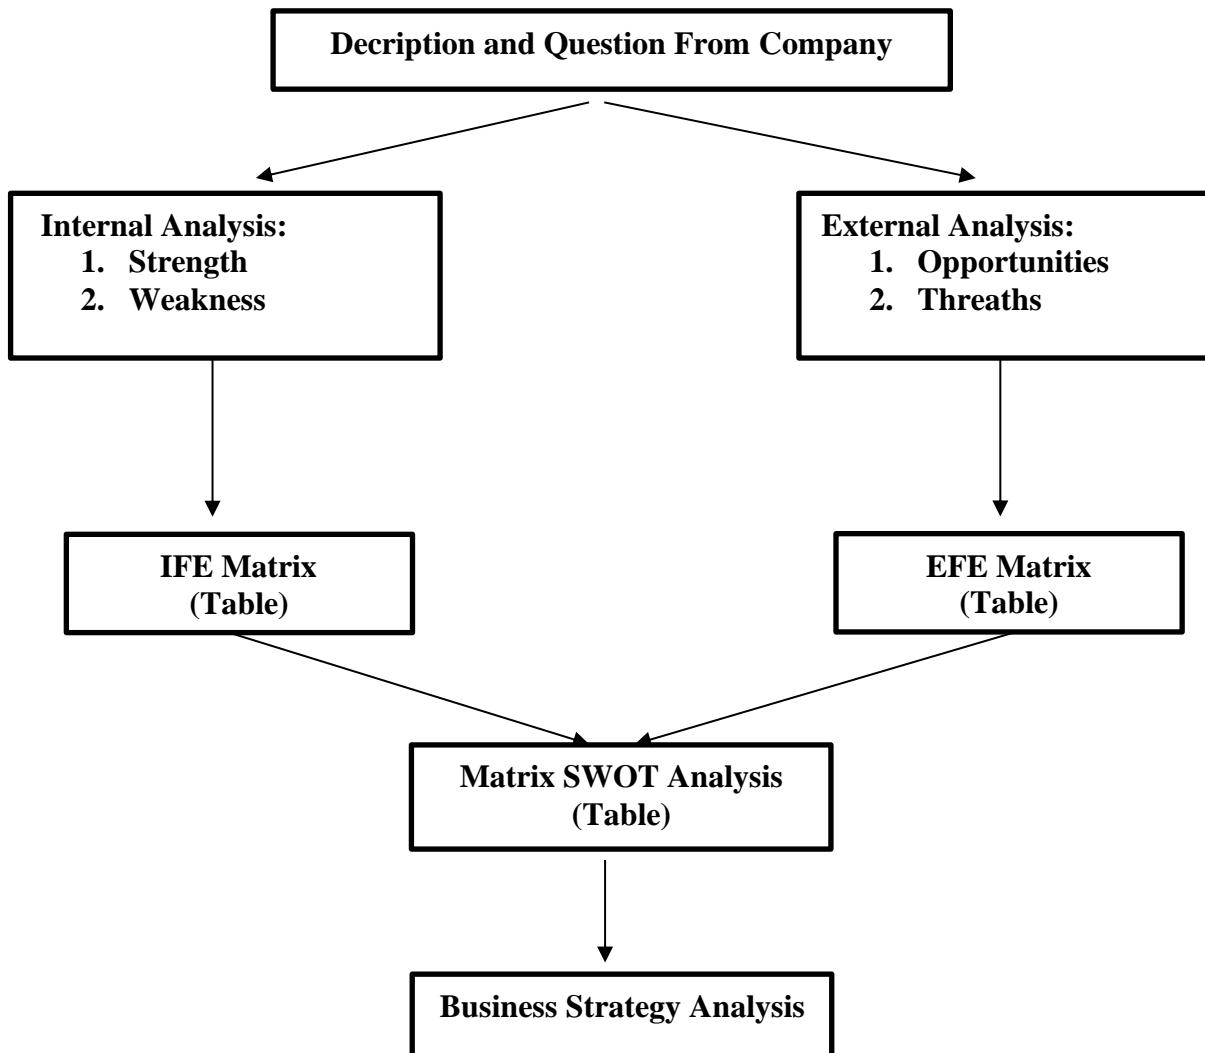 Decription and Question From Company
Internal Analysis:
1. Strength
2. Weakness
External Analysis:
1. Opportunities
2. Threaths
IFE Matrix
(Table)
EFE Matrix
(Table)
Matrix SWOT Analysis
(Table)
Business Strategy Analysis